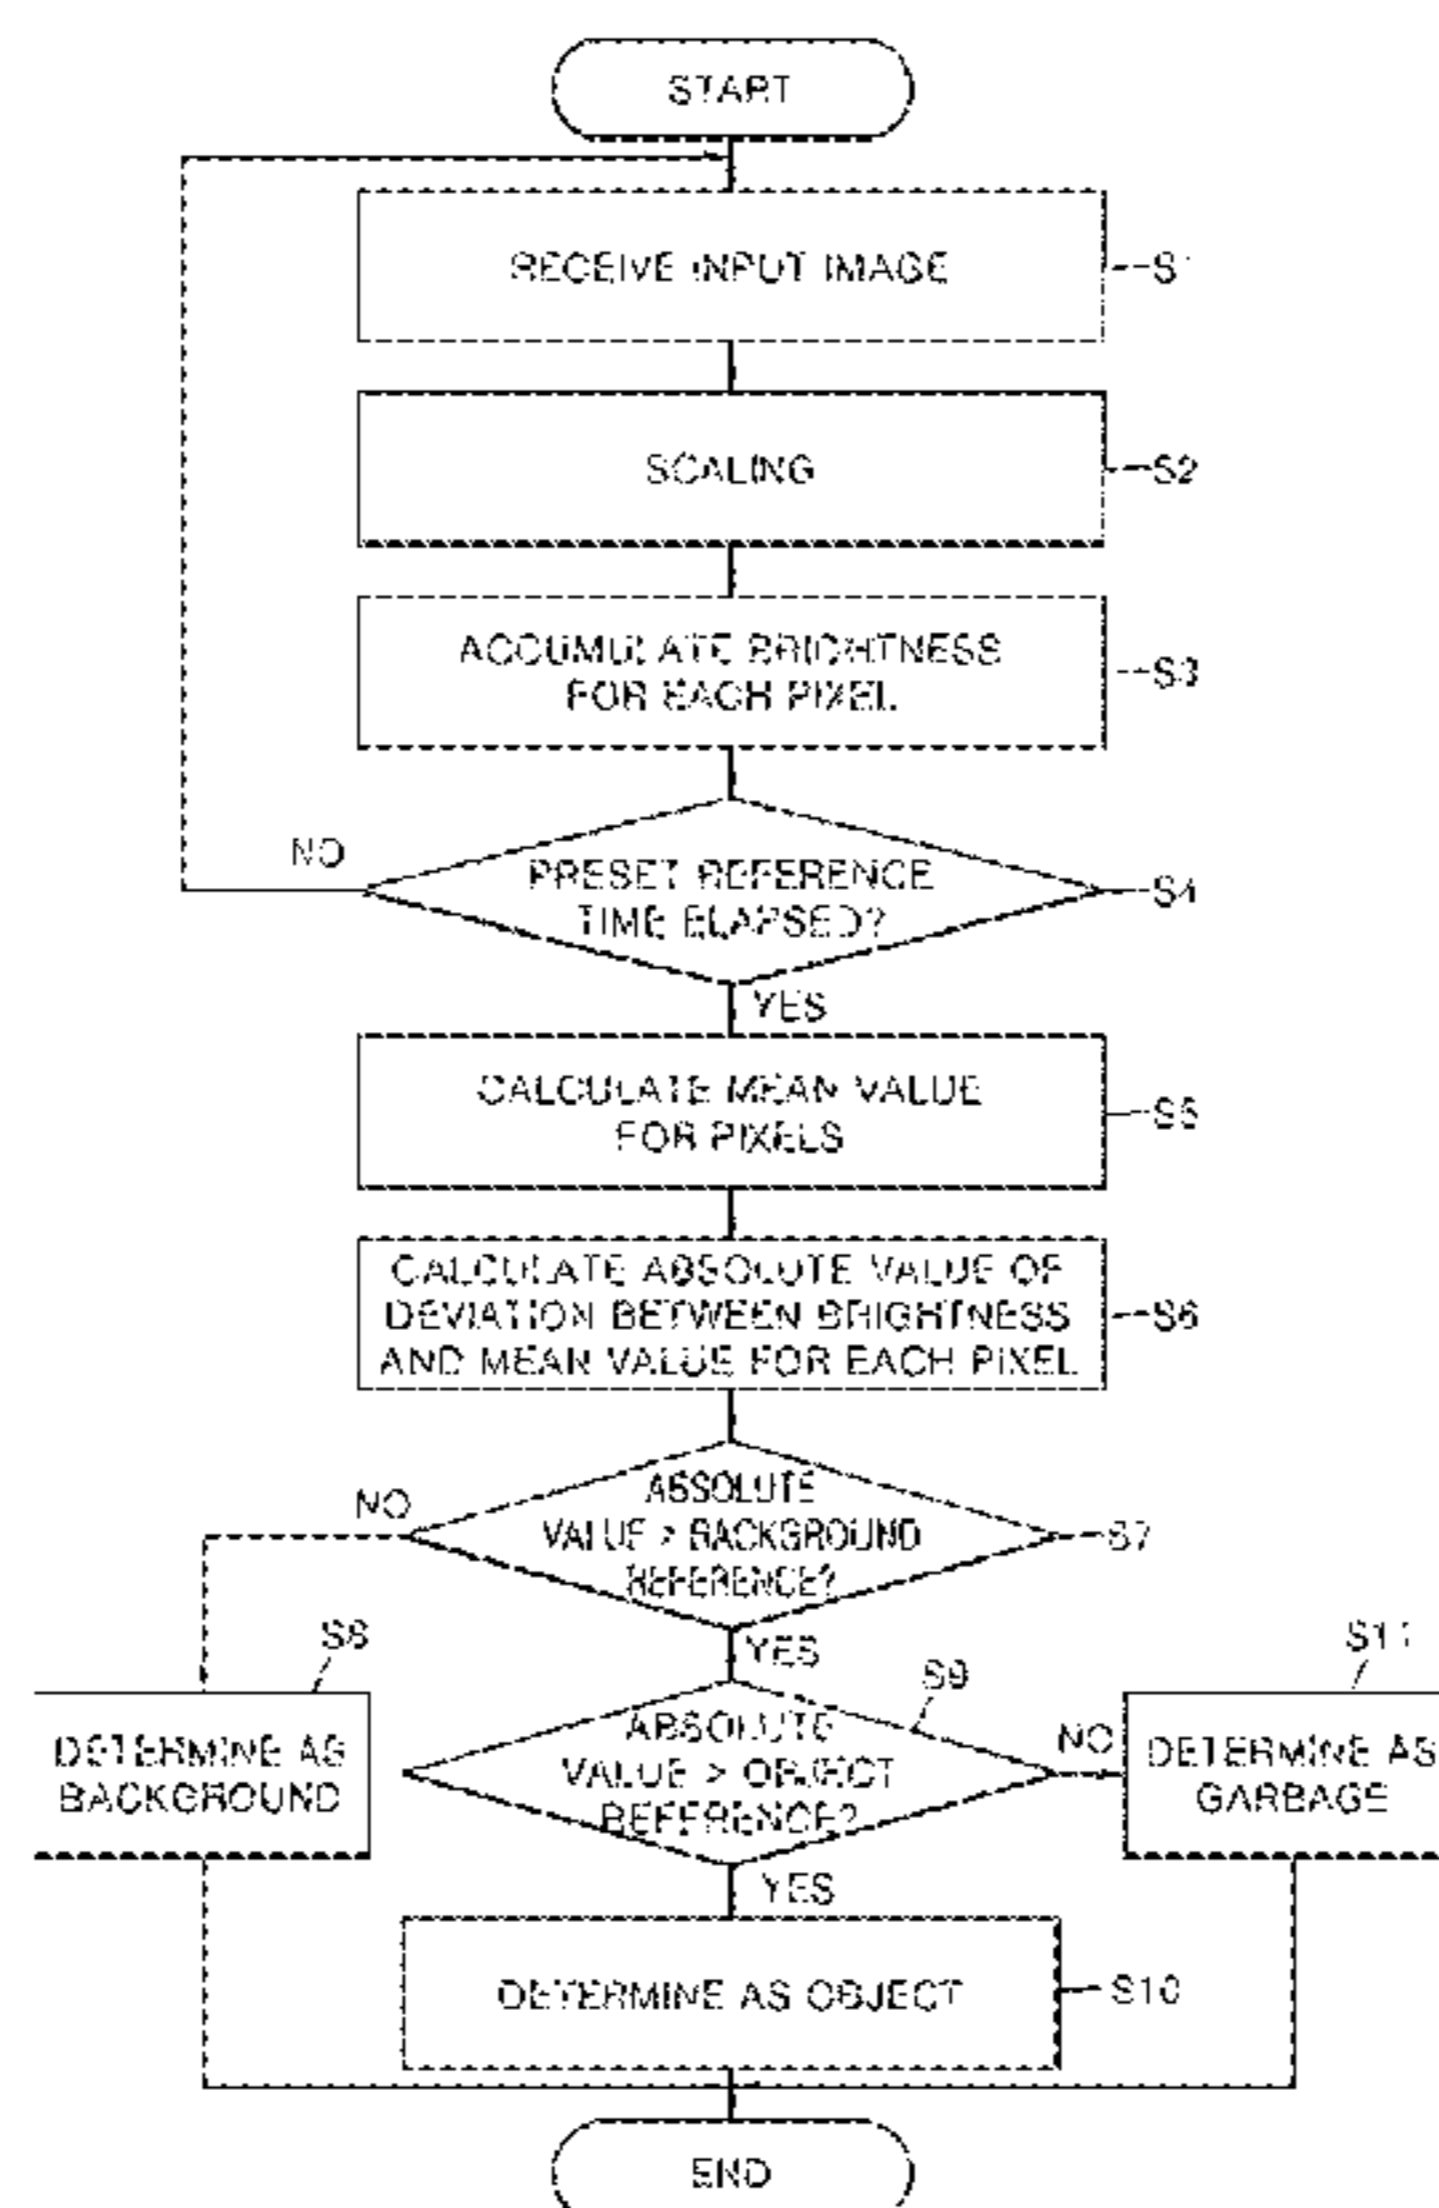 START
RECEIVE INPUT IMAGE
S1
SCALING
S2
ACCUMULATE BRIGHTNESS
FOR EACH PIXEL
S3
NO
PRESET REFERENCE
TIME ELAPSED?
S4
YES
CALCULATE MEAN VALUE
FOR PIXELS
S5
CALCULATE ABSOLUTE VALUE OF
DEVIATION BETWEEN BRIGHTNESS
AND MEAN VALUE FOR EACH PIXEL
S6
NO
ABSOLUTE
VALUE > BACKGROUND
REFERENCE?
S7
YES
S8
DETERMINE AS
BACKGROUND
S9
ABSOLUTE
VALUE > OBJECT
REFERENCE?
NO
S11
DETERMINE AS
GARBAGE
YES
DETERMINE AS OBJECT
S10
END